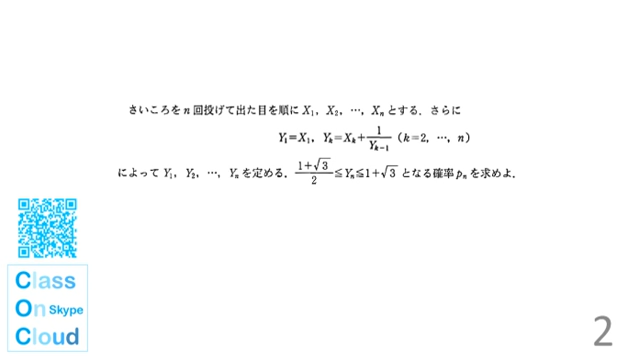 さいころを n 回投げて出た目を順に X₁, X₂, …, Xₙ とする．さらに
Y₁=X₁, Yₖ=Xₖ+1/Yₖ₋₁ (k=2, …, n)
によって Y₁, Y₂, …, Yₙ を定める．(1+√3)/2≦Yₙ≦1+√3 となる確率 pₙ を求めよ．
Class
On Skype
Cloud
2